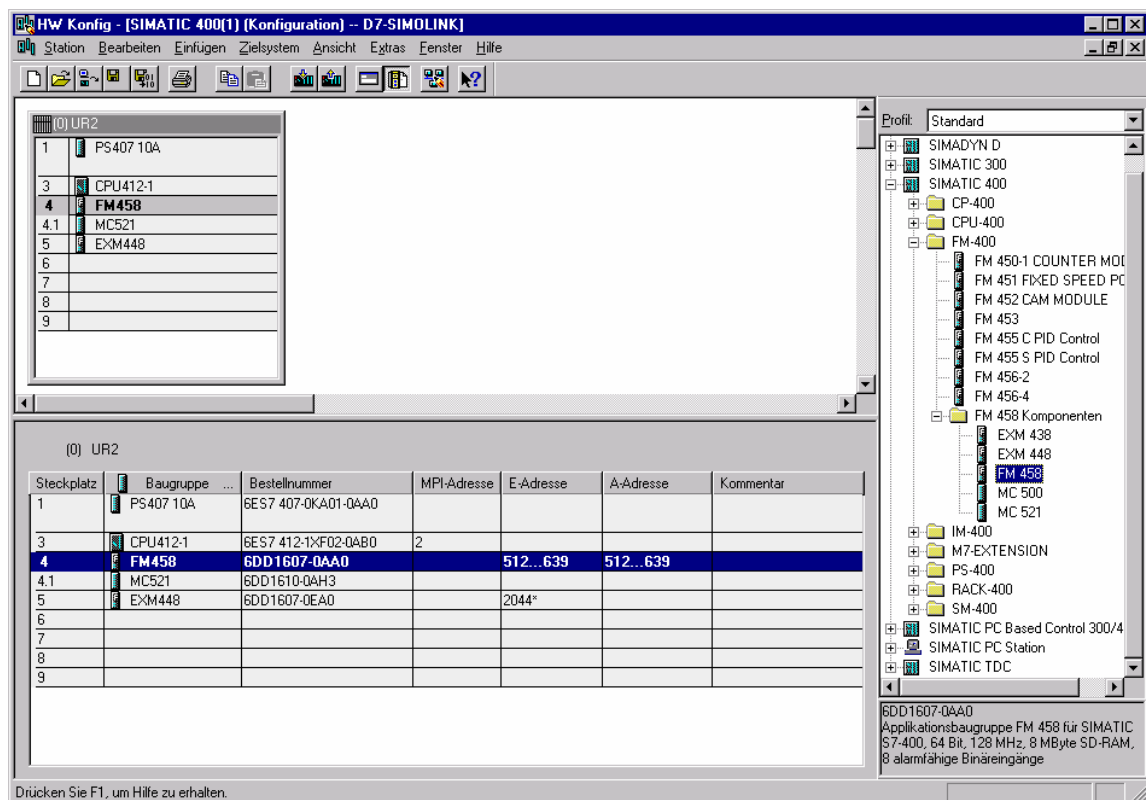 HW Konfig - [SIMATIC 400(1) (Konfiguration) -- D7-SIMOLINK]
Station Bearbeiten Einfügen Zielsystem Ansicht Extras Fenster Hilfe
(0) UR2
1 PS407 10A
3 CPU412-1
4 FM458
4.1 MC521
5 EXM448
6
7
8
9
(0) UR2
Steckplatz Baugruppe ... Bestellnummer MPI-Adresse E-Adresse A-Adresse Kommentar
1 PS407 10A 6ES7 407-0KA01-0AA0
3 CPU412-1 6ES7 412-1XF02-0AB0 2
4 FM458 6DD1607-0AA0 512...639 512...639
4.1 MC521 6DD1610-0AH3
5 EXM448 6DD1607-0EA0 2044*
6
7
8
9
Profil: Standard
SIMADYN D
SIMATIC 300
SIMATIC 400
CP-400
CPU-400
FM-400
FM 450-1 COUNTER MOD
FM 451 FIXED SPEED PO
FM 452 CAM MODULE
FM 453
FM 455 C PID Control
FM 455 S PID Control
FM 456-2
FM 456-4
FM 458 Komponenten
EXM 438
EXM 448
FM 458
MC 500
MC 521
IM-400
M7-EXTENSION
PS-400
RACK-400
SM-400
SIMATIC PC Based Control 300/4
SIMATIC PC Station
SIMATIC TDC
6DD1607-0AA0
Applikationsbaugruppe FM 458 für SIMATIC
S7-400, 64 Bit, 128 MHz, 8 MByte SD-RAM,
8 alarmfähige Binäreingänge
Drücken Sie F1, um Hilfe zu erhalten.